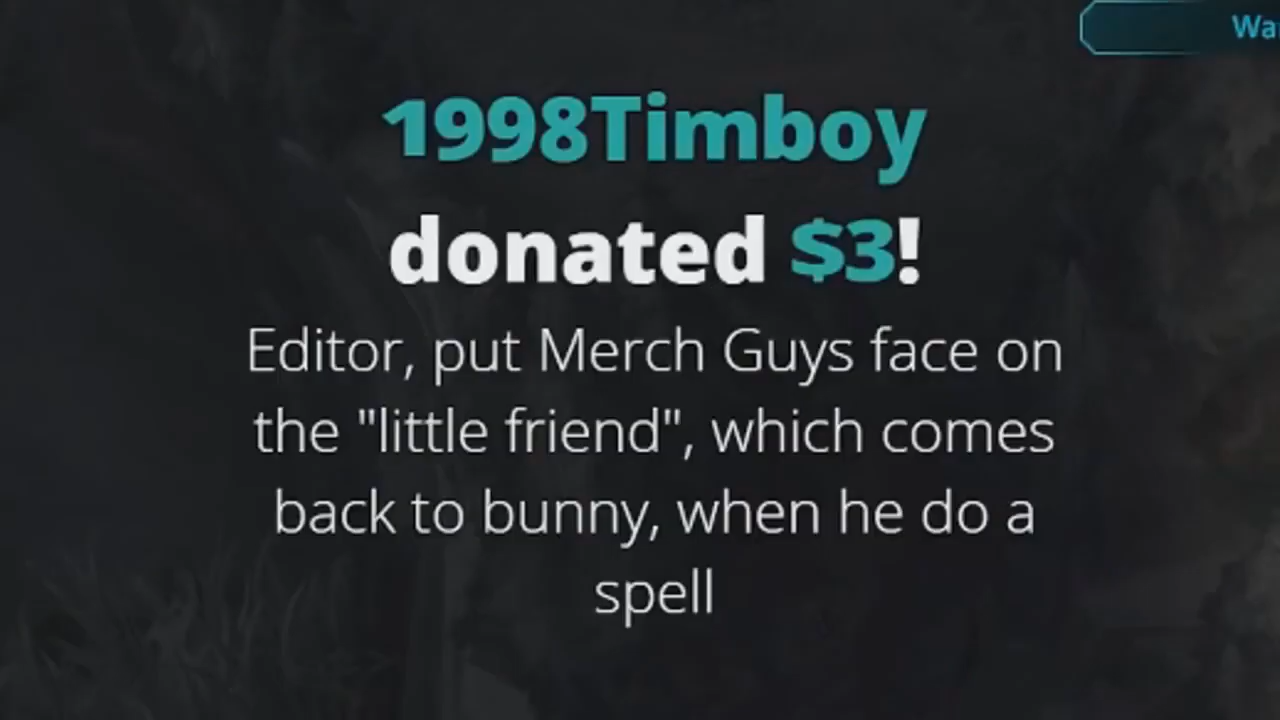 Wa
1998Timboy
donated $3!
Editor, put Merch Guys face on
the "little friend", which comes
back to bunny, when he do a
spell